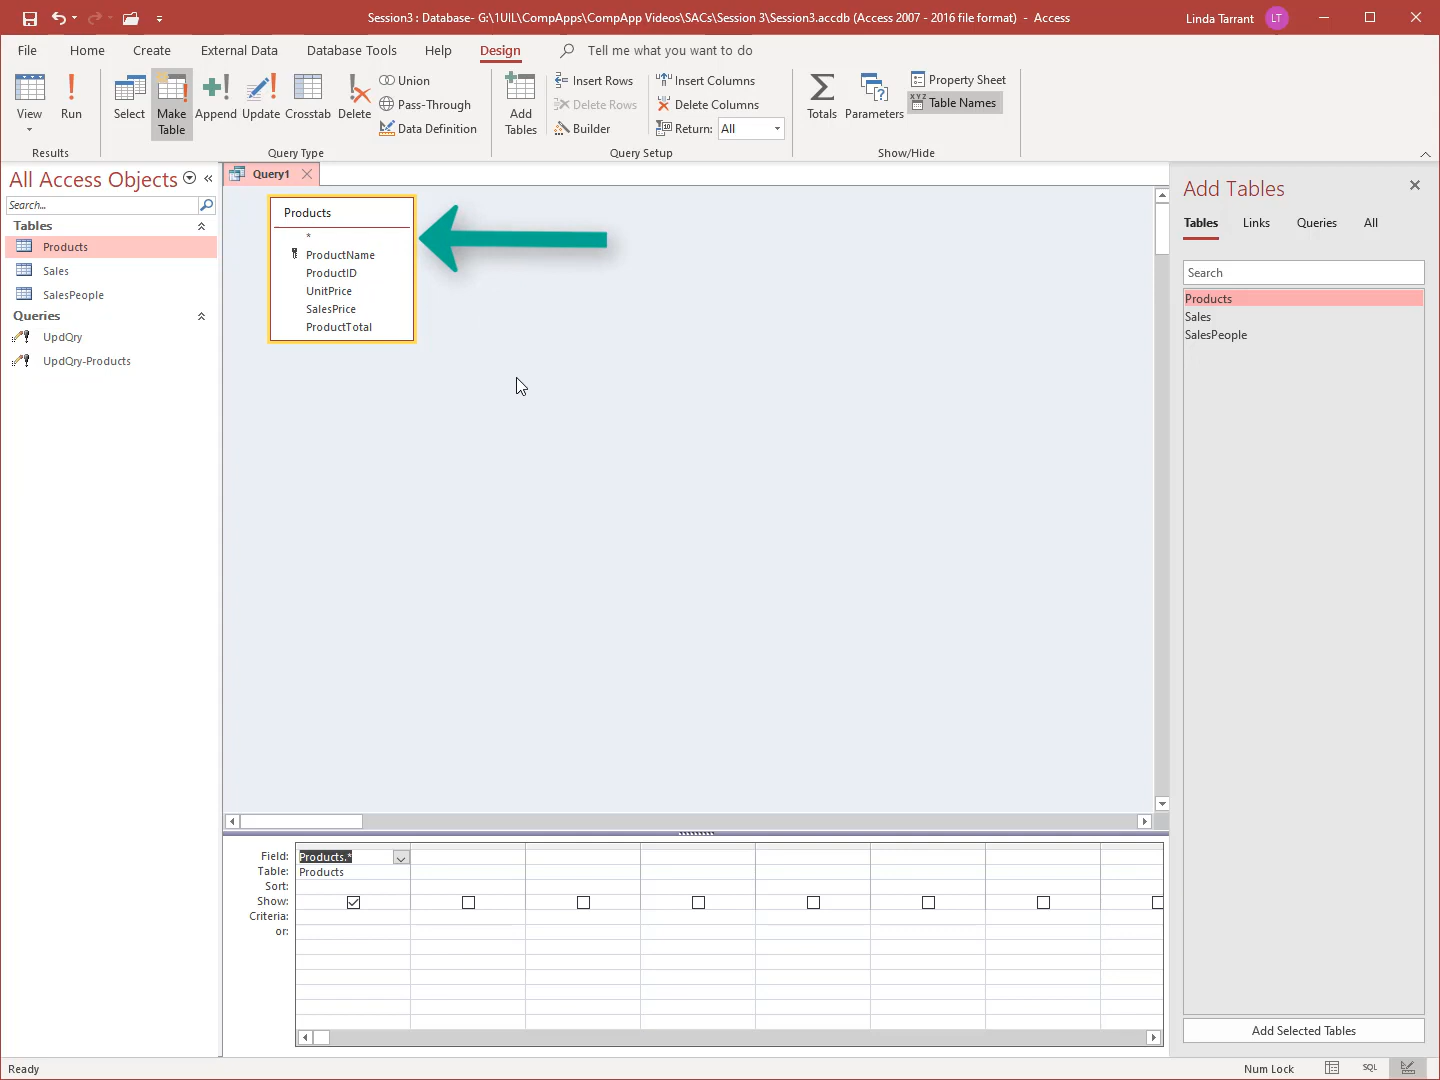 Session3 : Database- G:\1UIL\CompApps\CompApp Videos\SACs\Session 3\Session3.accdb (Access 2007 - 2016 file format) - Access
Linda Tarrant LT
File Home Create External Data Database Tools Help Design Tell me what you want to do
View
Run
Results
Select
Make Table
Append
Update
Crosstab
Delete
Union
Pass-Through
Data Definition
Query Type
Add Tables
Insert Rows
Delete Rows
Builder
Insert Columns
Delete Columns
Return: All
Query Setup
Totals
Parameters
Property Sheet
Table Names
Show/Hide
All Access Objects
Search...
Tables
Products
Sales
SalesPeople
Queries
UpdQry
UpdQry-Products
Query1
Products
*
ProductName
ProductID
UnitPrice
SalesPrice
ProductTotal
Field: Products.*
Table: Products
Sort:
Show:
Criteria:
or:
Add Tables
Tables Links Queries All
Search
Products
Sales
SalesPeople
Add Selected Tables
Ready
Num Lock
SQL